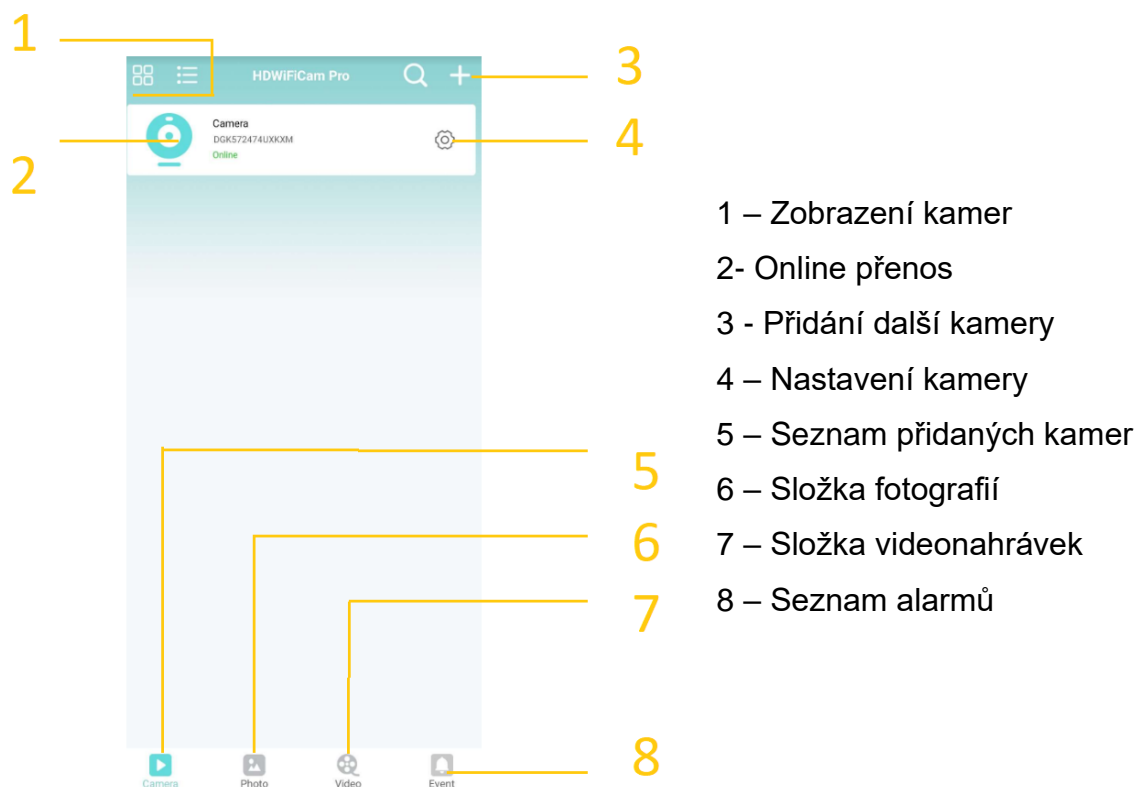 1
HDWiFiCam Pro
3
Camera
DGK572474UXKXM
Online
4
2
1 – Zobrazení kamer
2- Online přenos
3 - Přidání další kamery
4 – Nastavení kamery
5 – Seznam přidaných kamer
6 – Složka fotografií
7 – Složka videonahrávek
8 – Seznam alarmů
5
6
7
8
Camera
Photo
Video
Event